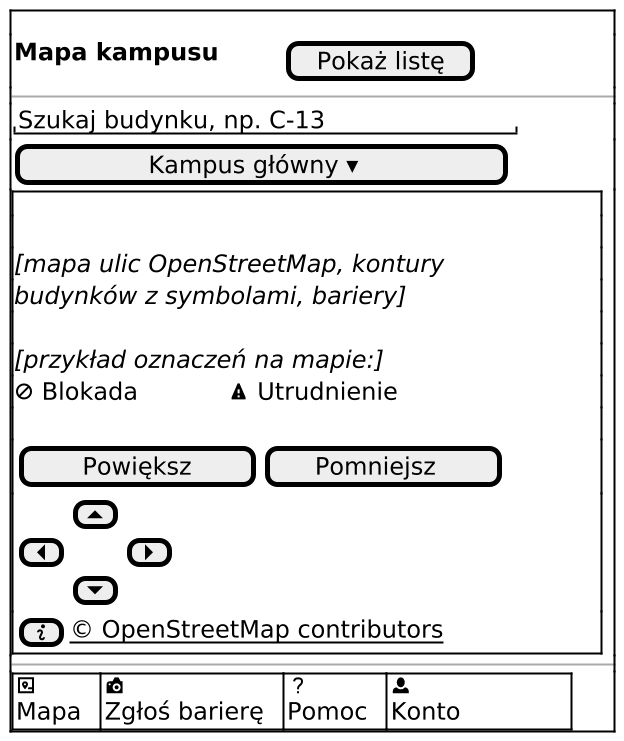 Mapa kampusu
Pokaż listę
Szukaj budynku, np. C-13
Kampus główny ▾
[mapa ulic OpenStreetMap, kontury
budynków z symbolami, bariery]
[przykład oznaczeń na mapie:]
Blokada Utrudnienie
Powiększ Pomniejsz
i © OpenStreetMap contributors
?
Mapa Zgłoś barierę Pomoc Konto